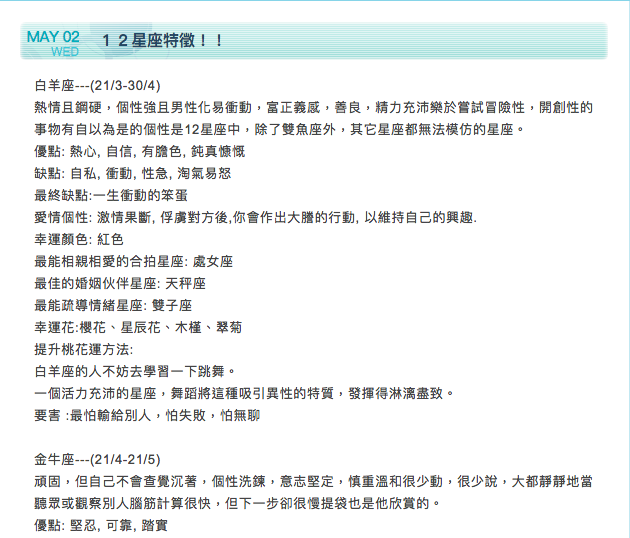 MAY 02
WED
12星座特徵!!
白羊座---(21/3-30/4)
熱情且鋼硬，個性強且男性化易衝動，富正義感，善良，精力充沛樂於嘗試冒險性，開創性的
事物有自以為是的個性是12星座中，除了雙魚座外，其它星座都無法模仿的星座。
優點: 熱心, 自信, 有膽色, 鈍真慷慨
缺點: 自私, 衝動, 性急, 淘氣易怒
最終缺點:一生衝動的笨蛋
愛情個性: 激情果斷, 俘虜對方後,你會作出大謄的行動, 以維持自己的興趣.
幸運顏色: 紅色
最能相親相愛的合拍星座: 處女座
最佳的婚姻伙伴星座: 天秤座
最能疏導情緒星座: 雙子座
幸運花:櫻花、星辰花、木槿、翠菊
提升桃花運方法:
白羊座的人不妨去學習一下跳舞。
一個活力充沛的星座，舞蹈將這種吸引異性的特質，發揮得淋漓盡致。
要害 :最怕輸給別人，怕失敗，怕無聊
金牛座---(21/4-21/5)
頑固，但自己不會查覺沉著，個性洗鍊，意志堅定，慎重溫和很少動，很少說，大都靜靜地當
聽眾或觀察別人腦筋計算很快，但下一步卻很慢提袋也是他欣賞的。
優點: 堅忍, 可靠, 踏實